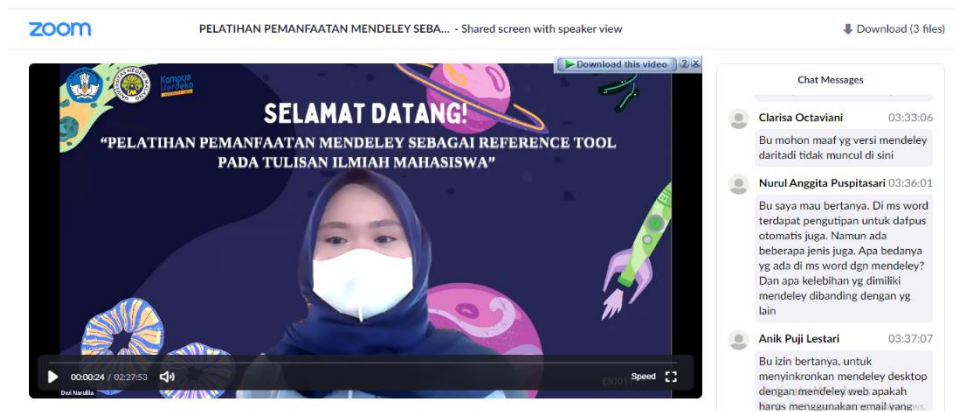 zoom
PELATIHAN PEMANFAATAN MENDELEY SEBA... - Shared screen with speaker view
Download (3 files)
Download this video
Kampus
Merdeka
SELAMAT DATANG!
"PELATIHAN PEMANFAATAN MENDELEY SEBAGAI REFERENCE TOOL
PADA TULISAN ILMIAH MAHASISWA"
00:00:24 / 02:27:53
Speed
Dwi Narullia
Chat Messages
Clarisa Octaviani 03:33:06
Bu mohon maaf yg versi mendeley
daritadi tidak muncul di sini
Nurul Anggita Puspitasari 03:36:01
Bu saya mau bertanya. Di ms word
terdapat pengutipan untuk dafpus
otomatis juga. Namun ada
beberapa jenis juga. Apa bedanya
yg ada di ms word dgn mendeley?
Dan apa kelebihan yg dimiliki
mendeley dibanding dengan yg
lain
Anik Puji Lestari 03:37:07
Bu izin bertanya, untuk
menyinkronkan mendeley desktop
dengan mendeley web apakah
harus menggunakan email yang